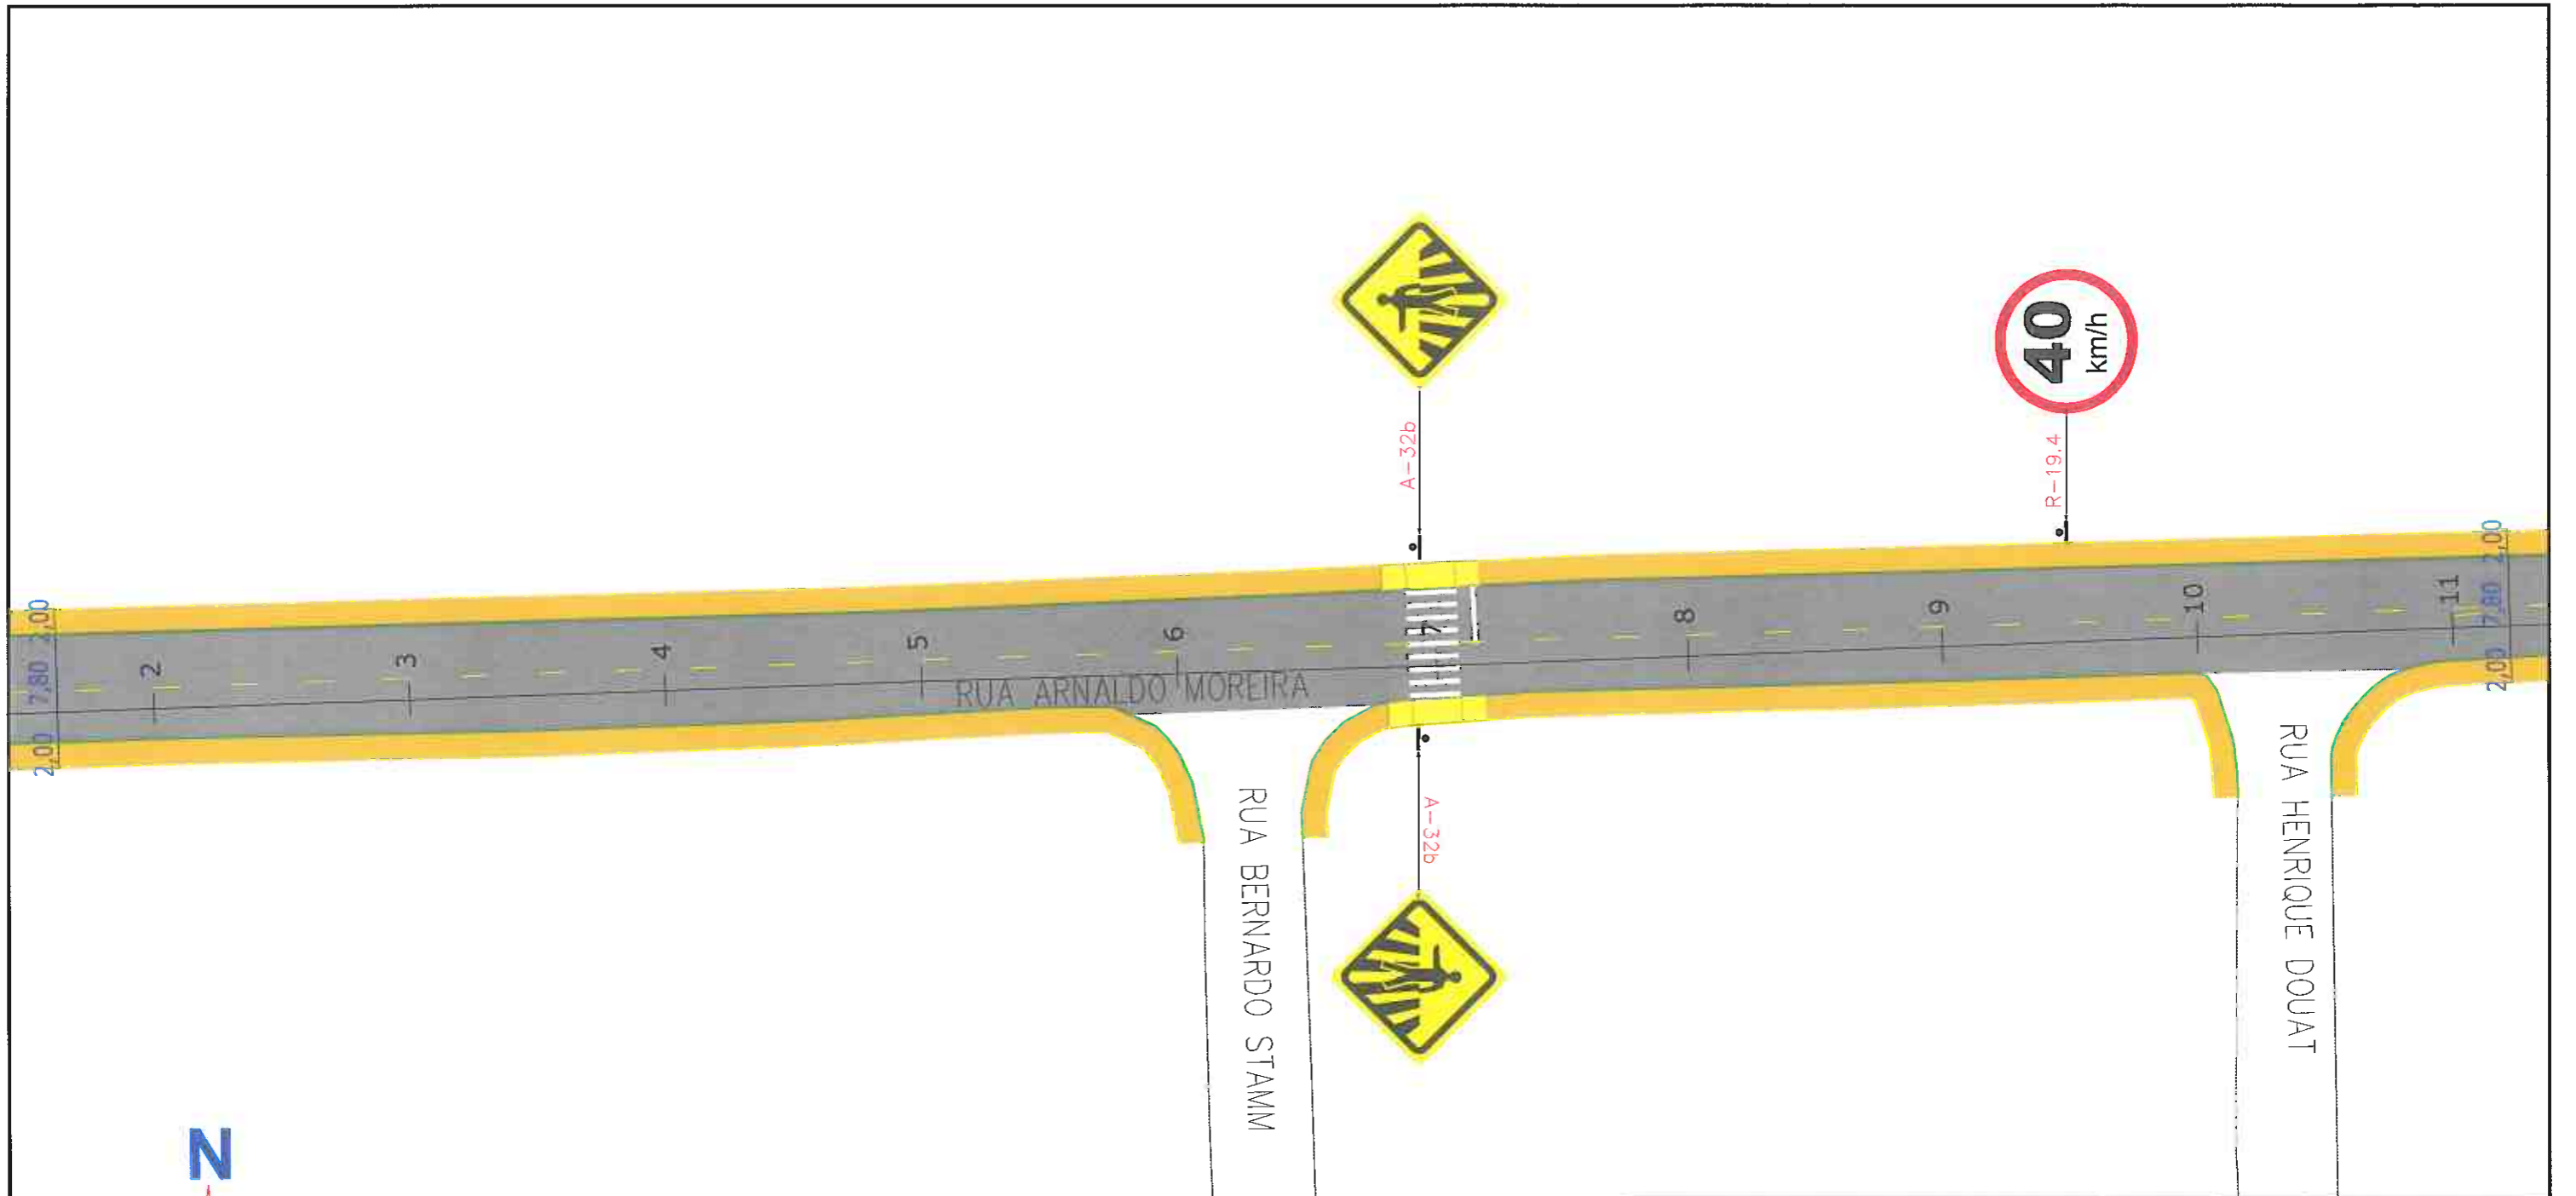 40
km/h
A-32b
R-19.4
2,00
7,80
2,00
2
3
4
5
6
7
8
9
10
11
2,00
7,80
2,00
RUA ARNALDO MOREIRA
A-32b
RUA BERNARDO STAMM
RUA HENRIQUE DOUAT
N